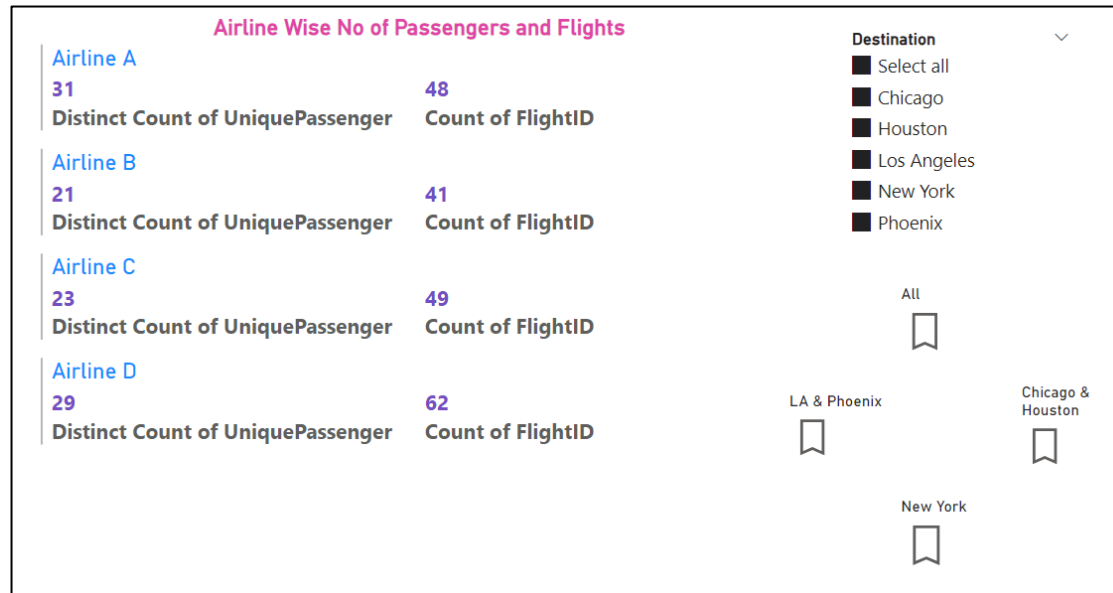 Airline Wise No of Passengers and Flights
Airline A
31 48
Distinct Count of UniquePassenger Count of FlightID
Airline B
21 41
Distinct Count of UniquePassenger Count of FlightID
Airline C
23 49
Distinct Count of UniquePassenger Count of FlightID
Airline D
29 62
Distinct Count of UniquePassenger Count of FlightID
Destination
Select all
Chicago
Houston
Los Angeles
New York
Phoenix
All
LA & Phoenix
Chicago &
Houston
New York